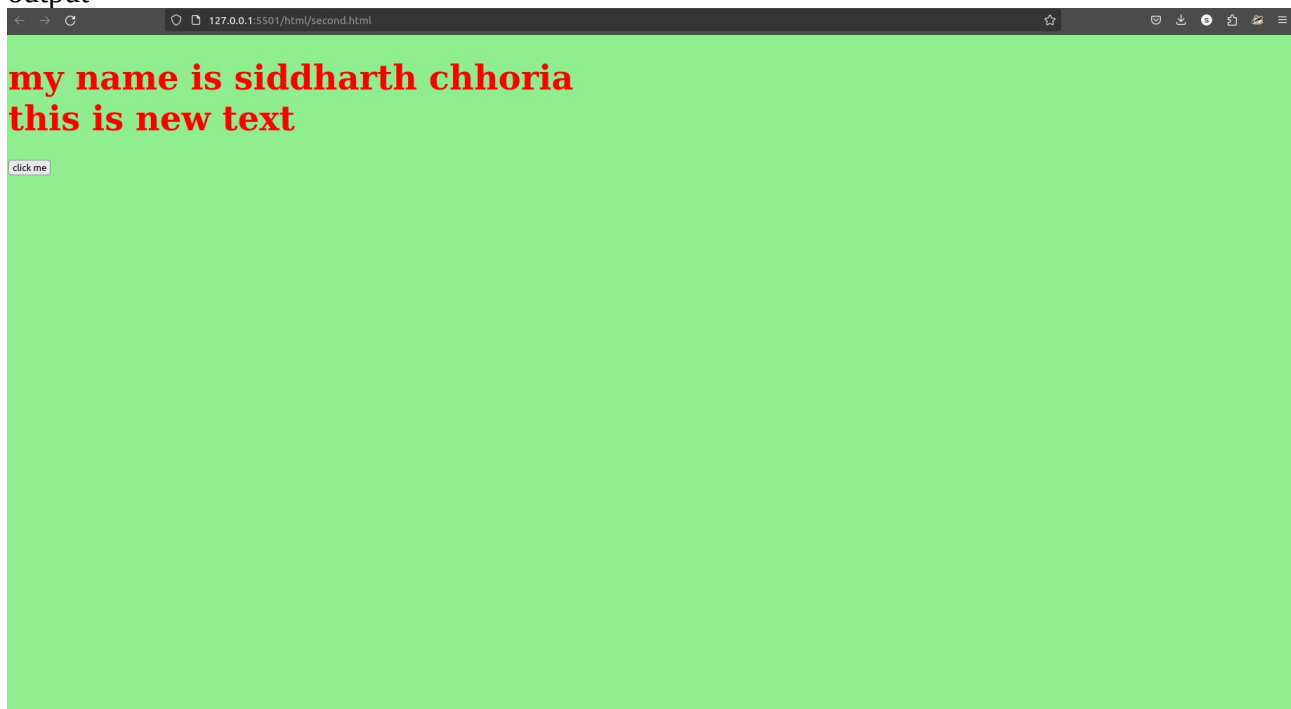 output
127.0.0.1:5501/html/second.html
S
my name is siddharth chhoria
this is new text
click me